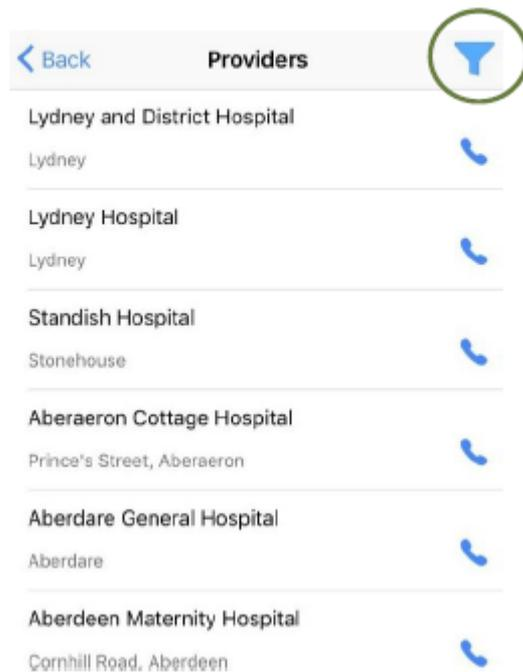 Back Providers
Lydney and District Hospital
Lydney
Lydney Hospital
Lydney
Standish Hospital
Stonehouse
Aberaeron Cottage Hospital
Prince's Street, Aberaeron
Aberdare General Hospital
Aberdare
Aberdeen Maternity Hospital
Cornhill Road, Aberdeen